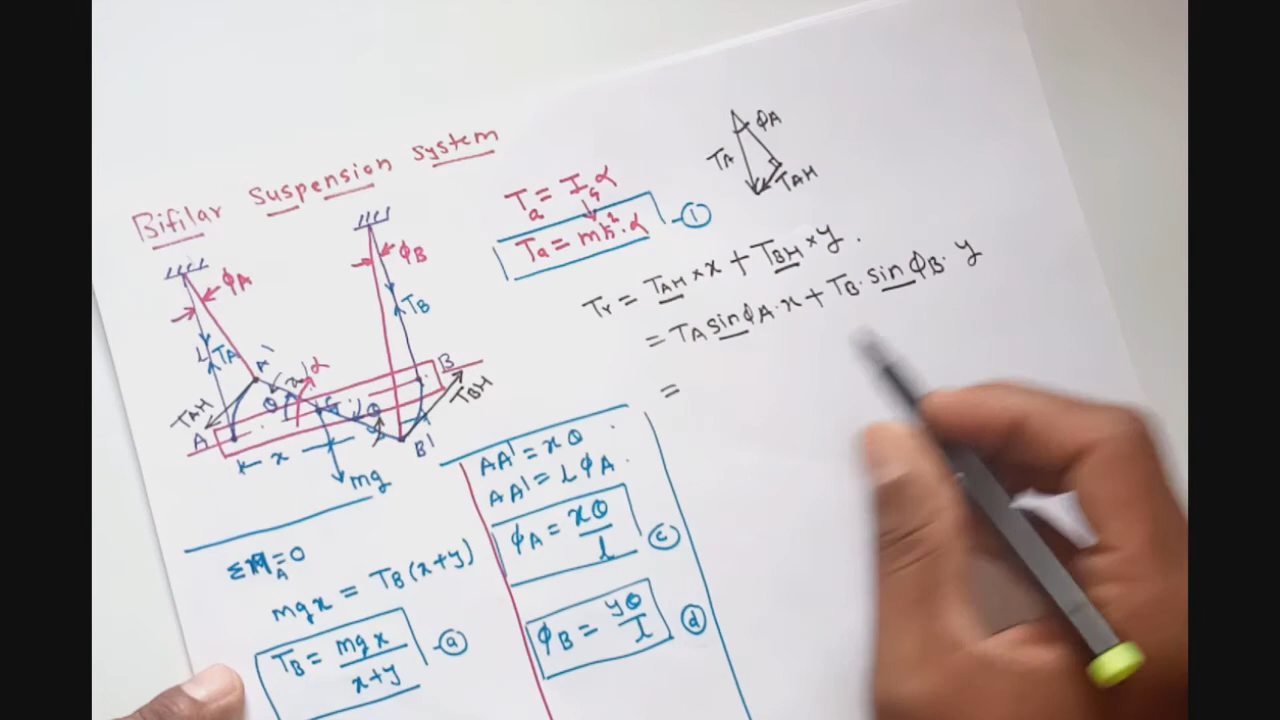 Bifilar Suspension System
ϕA
ϕB
L
TA
TB
A'
α
TAH
θ
G
θ
TBH
A
B
B'
x
mg
Ta = IG α
Ta = mk². α
①
ϕA
TA
TAH
Tr = TAH × x + TBH × y.
= TA sinϕA. x + TB. sinϕB. y
=
ΣMA = 0
mgx = TB(x+y)
TB = mgx / x+y
ⓐ
AA' = xθ
AA' = LϕA
ϕA = xθ / L
ⓒ
ϕB = yθ / L
ⓓ